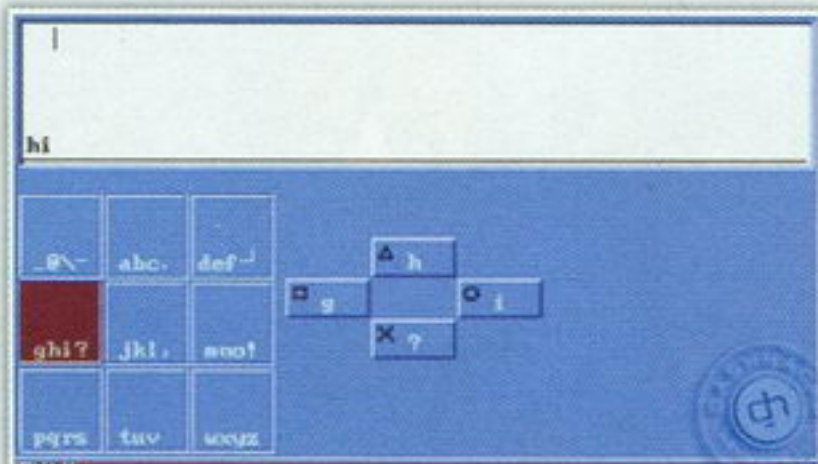 hi
_@\- abc. def↵
ghi? jkl, mno!
pqrs tuv wxyz
h
g i
?